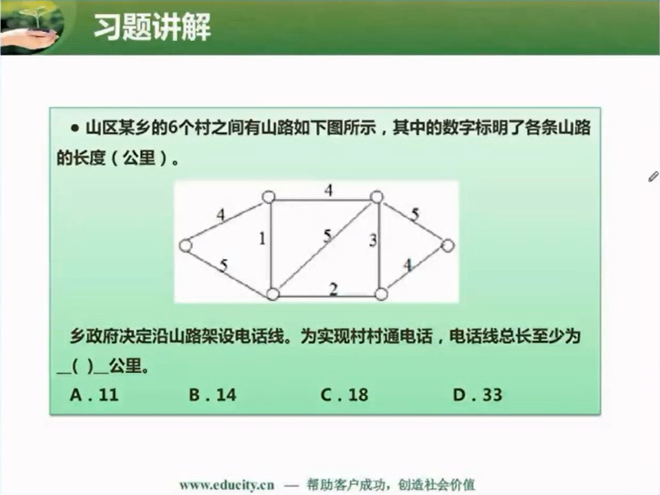 习题讲解
● 山区某乡的6个村之间有山路如下图所示，其中的数字标明了各条山路
的长度（公里）。
4
4
5
1
5
3
5
4
2
乡政府决定沿山路架设电话线。为实现村村通电话，电话线总长至少为
__( )__公里。
A．11 B．14 C．18 D．33
www.educity.cn — 帮助客户成功，创造社会价值